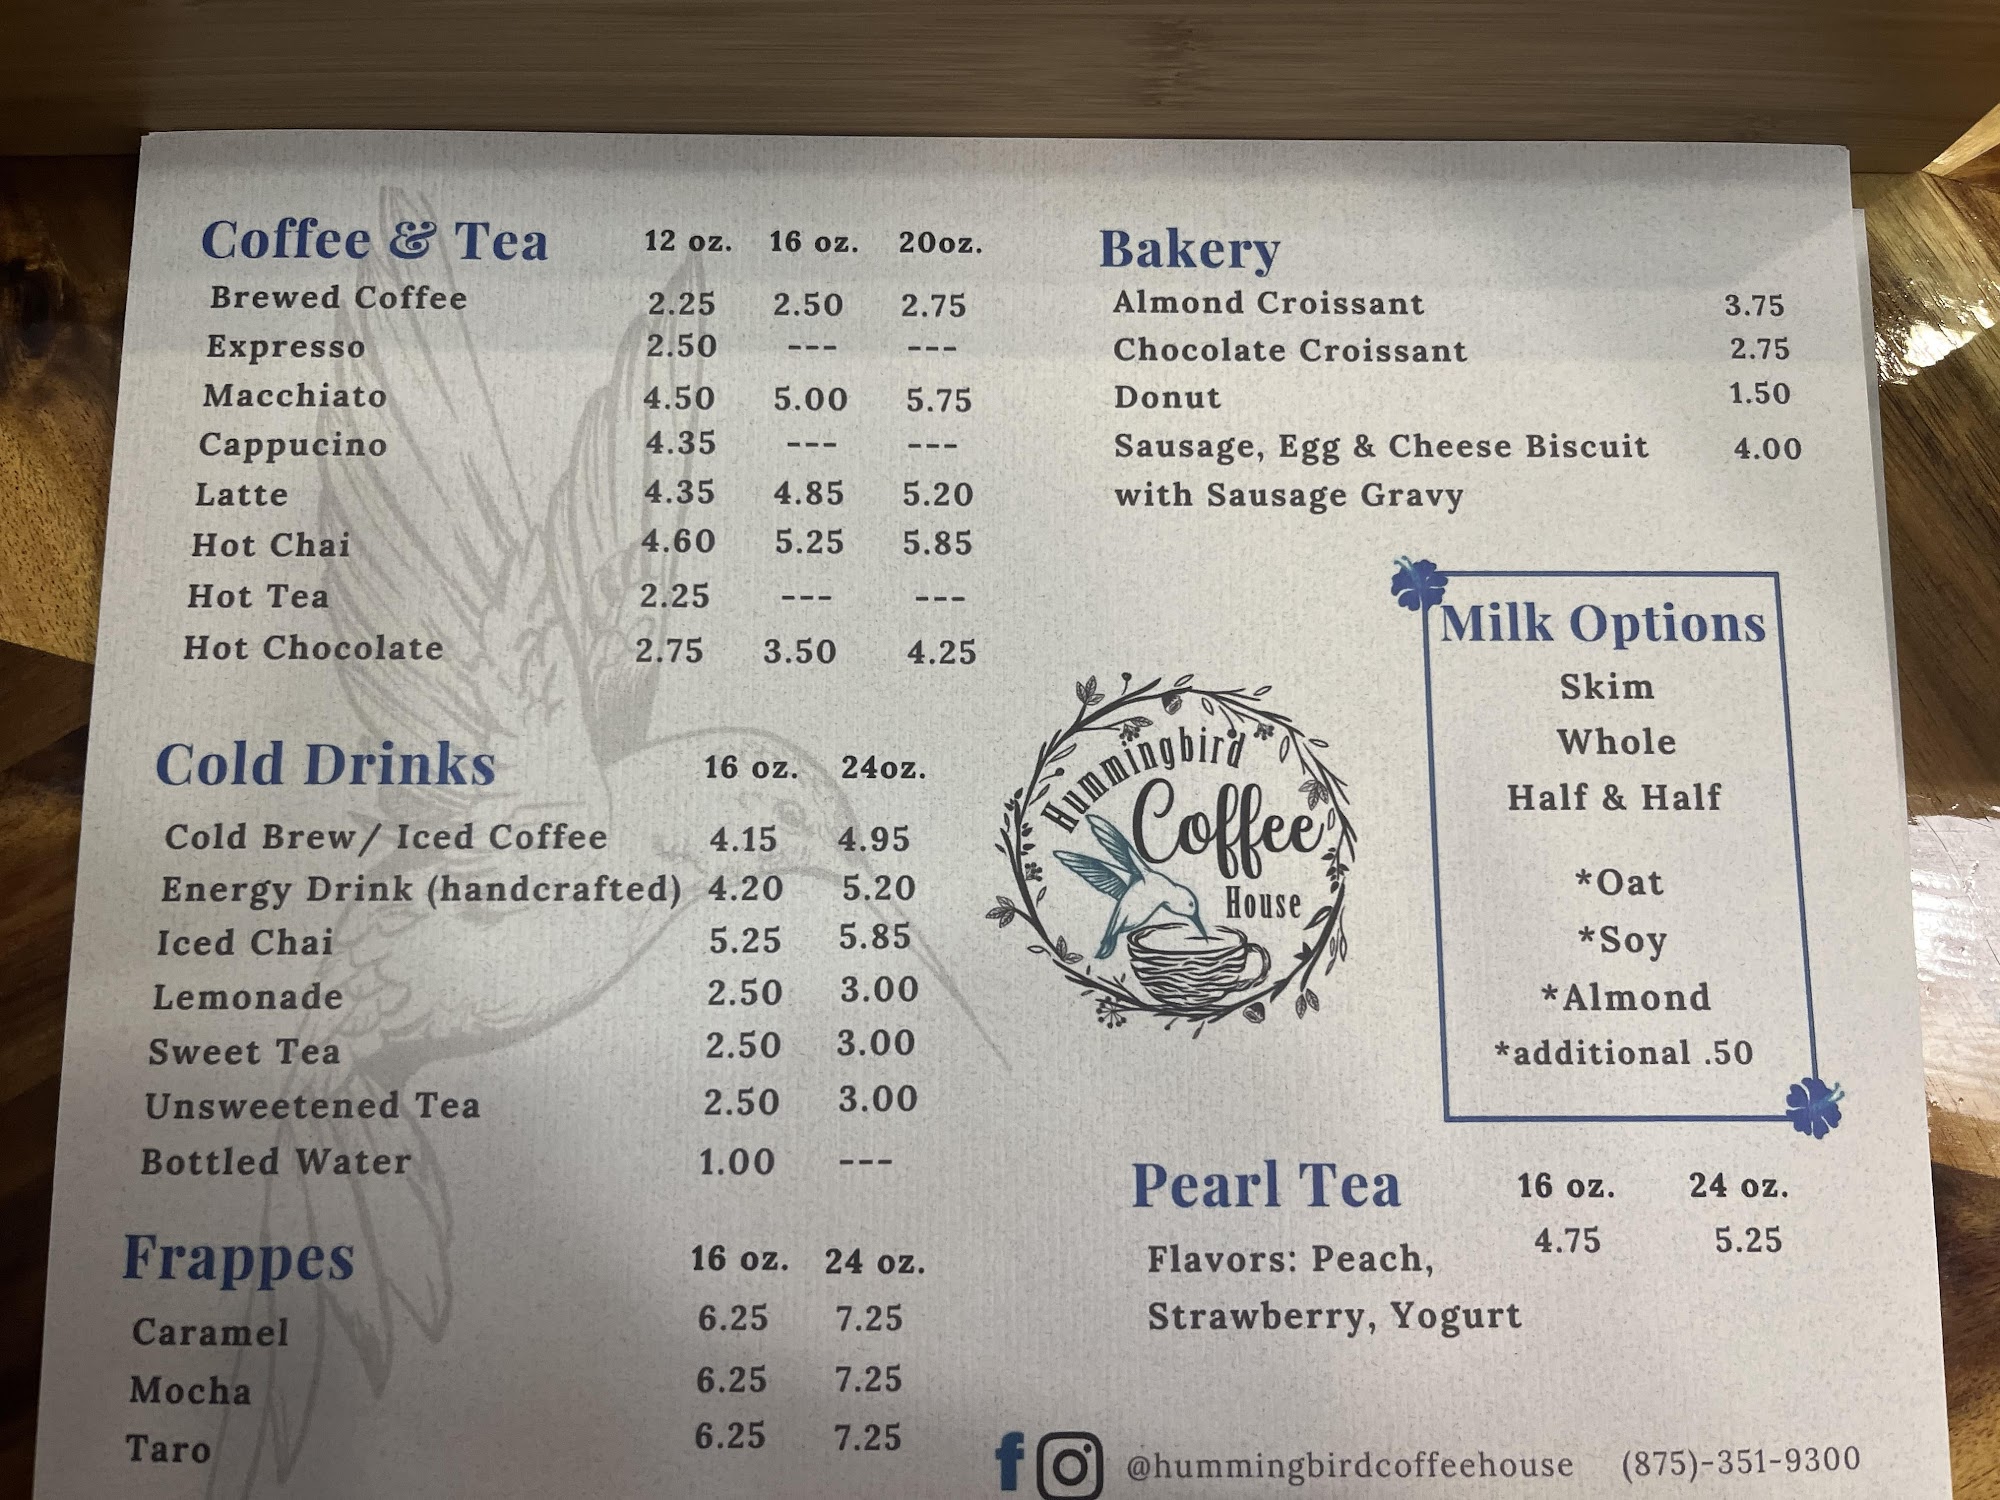 Coffee & Tea 12 oz. 16 oz. 20oz.
Brewed Coffee 2.25 2.50 2.75
Expresso 2.50 --- ---
Macchiato 4.50 5.00 5.75
Cappucino 4.35 --- ---
Latte 4.35 4.85 5.20
Hot Chai 4.60 5.25 5.85
Hot Tea 2.25 --- ---
Hot Chocolate 2.75 3.50 4.25
Cold Drinks 16 oz. 24oz.
Cold Brew/ Iced Coffee 4.15 4.95
Energy Drink (handcrafted) 4.20 5.20
Iced Chai 5.25 5.85
Lemonade 2.50 3.00
Sweet Tea 2.50 3.00
Unsweetened Tea 2.50 3.00
Bottled Water 1.00 ---
Frappes 16 oz. 24 oz.
Caramel 6.25 7.25
Mocha 6.25 7.25
Taro 6.25 7.25
Bakery
Almond Croissant 3.75
Chocolate Croissant 2.75
Donut 1.50
Sausage, Egg & Cheese Biscuit 4.00
with Sausage Gravy
Hummingbird
Coffee
House
Milk Options
Skim
Whole
Half & Half
*Oat
*Soy
*Almond
*additional .50
Pearl Tea 16 oz. 24 oz.
Flavors: Peach, 4.75 5.25
Strawberry, Yogurt
@hummingbirdcoffeehouse (875)-351-9300